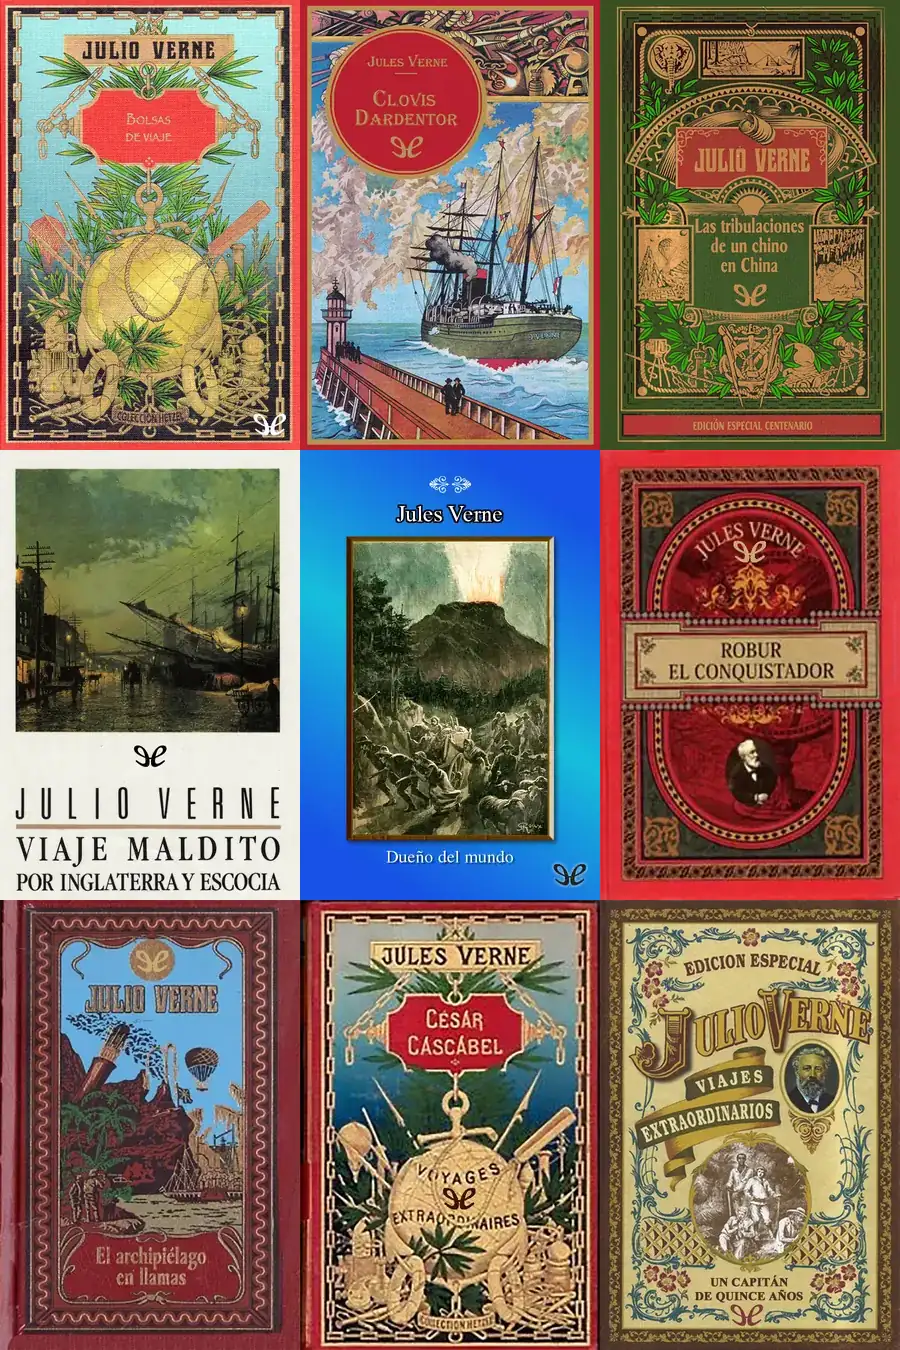 JULIO VERNE
BOLSAS
DE VIAJE
COLECCIÓN HETZEL
JULES VERNE
CLOVIS
DARDENTOR
JULIO VERNE
Las tribulaciones
de un chino
en China
EDICIÓN ESPECIAL CENTENARIO
JULIO VERNE
VIAJE MALDITO
POR INGLATERRA Y ESCOCIA
Jules Verne
Dueño del mundo
JULES VERNE
ROBUR
EL CONQUISTADOR
JULIO VERNE
El archipiélago
en llamas
JULES VERNE
CÉSAR
CASCÁBEL
VOYAGES
EXTRAORDINAIRES
COLLECTION HETZEL
EDICION ESPECIAL
JULIO VERNE
VIAJES
EXTRAORDINARIOS
UN CAPITÁN
DE QUINCE AÑOS